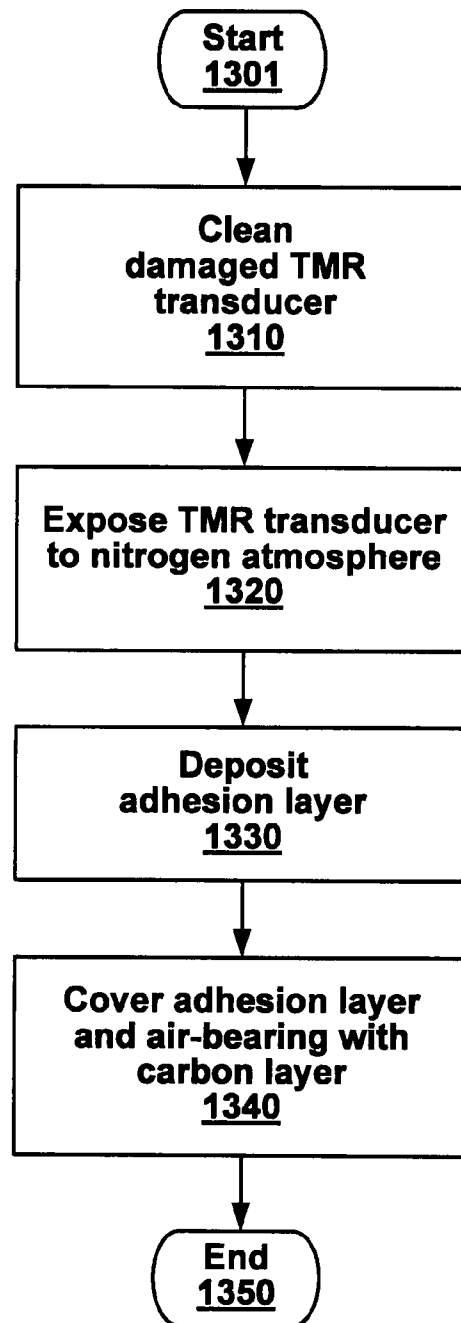 Start
1301
Clean
damaged TMR
transducer
1310
Expose TMR transducer
to nitrogen atmosphere
1320
Deposit
adhesion layer
1330
Cover adhesion layer
and air-bearing with
carbon layer
1340
End
1350